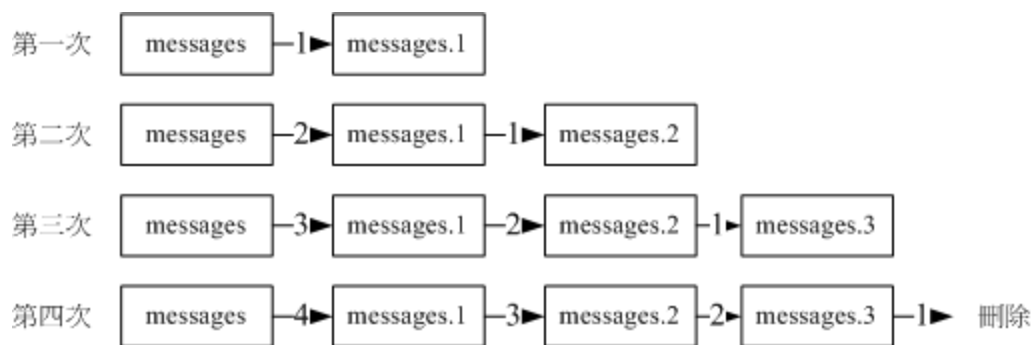 第一次 messages 1 messages.1
第二次 messages 2 messages.1 1 messages.2
第三次 messages 3 messages.1 2 messages.2 1 messages.3
第四次 messages 4 messages.1 3 messages.2 2 messages.3 1 刪除